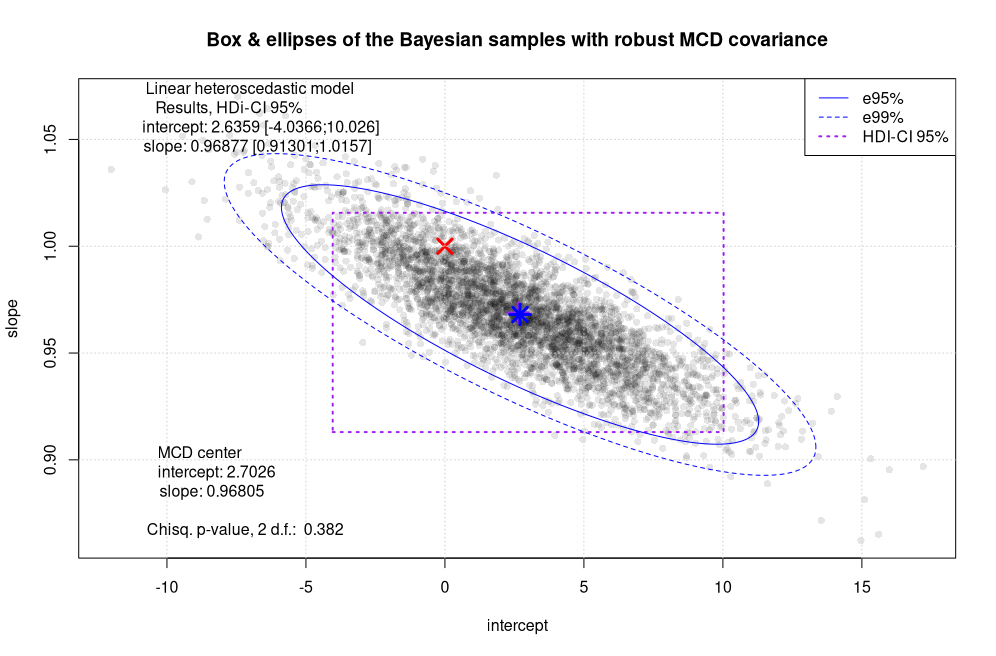 Box & ellipses of the Bayesian samples with robust MCD covariance
Linear heteroscedastic model
Results, HDi-CI 95%
intercept: 2.6359 [-4.0366;10.026]
slope: 0.96877 [0.91301;1.0157]
e95%
e99%
HDI-CI 95%
1.05
1.00
0.95
0.90
slope
MCD center
intercept: 2.7026
slope: 0.96805
Chisq. p-value, 2 d.f.: 0.382
-10 -5 0 5 10 15
intercept